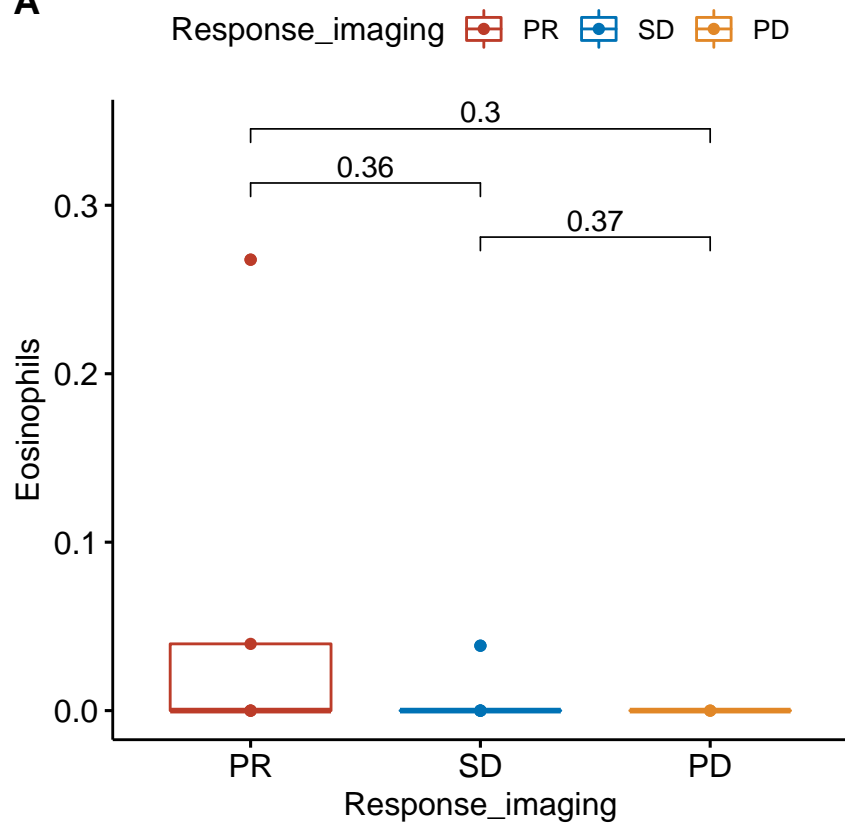 A
Response_imaging PR SD PD
0.3
0.36
0.37
0.3
0.2
0.1
0.0
Eosinophils
PR SD PD
Response_imaging